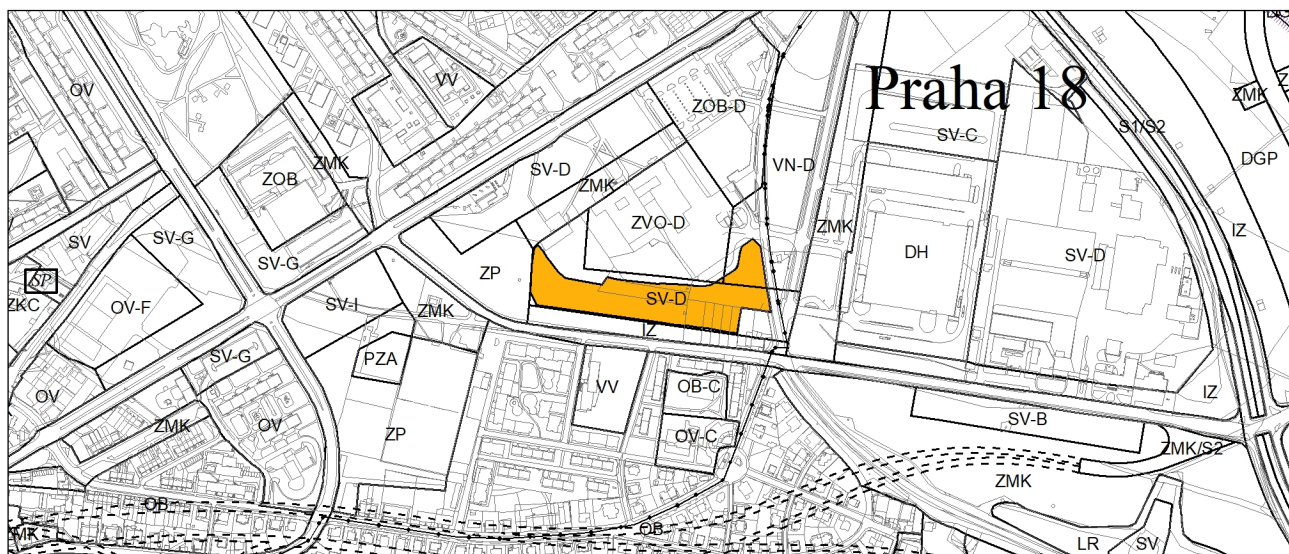 Praha 18
OV
VV
ZOB-D
ZMK
SV-C
S1/S2
DGP
ZOB
ZMK
SV-D
ZMK
VN-D
ZVO-D
ZMK
DH
SV-D
IZ
SV
SV-G
SV-G
SP
ZKC
OV-F
SV-I
ZMK
ZP
SV-D
IZ
SV-G
PZA
VV
OB-C
OV
ZMK
OV
ZP
OV-C
SV-B
IZ
ZMK/S2
ZMK
OB
OB
LR
SV